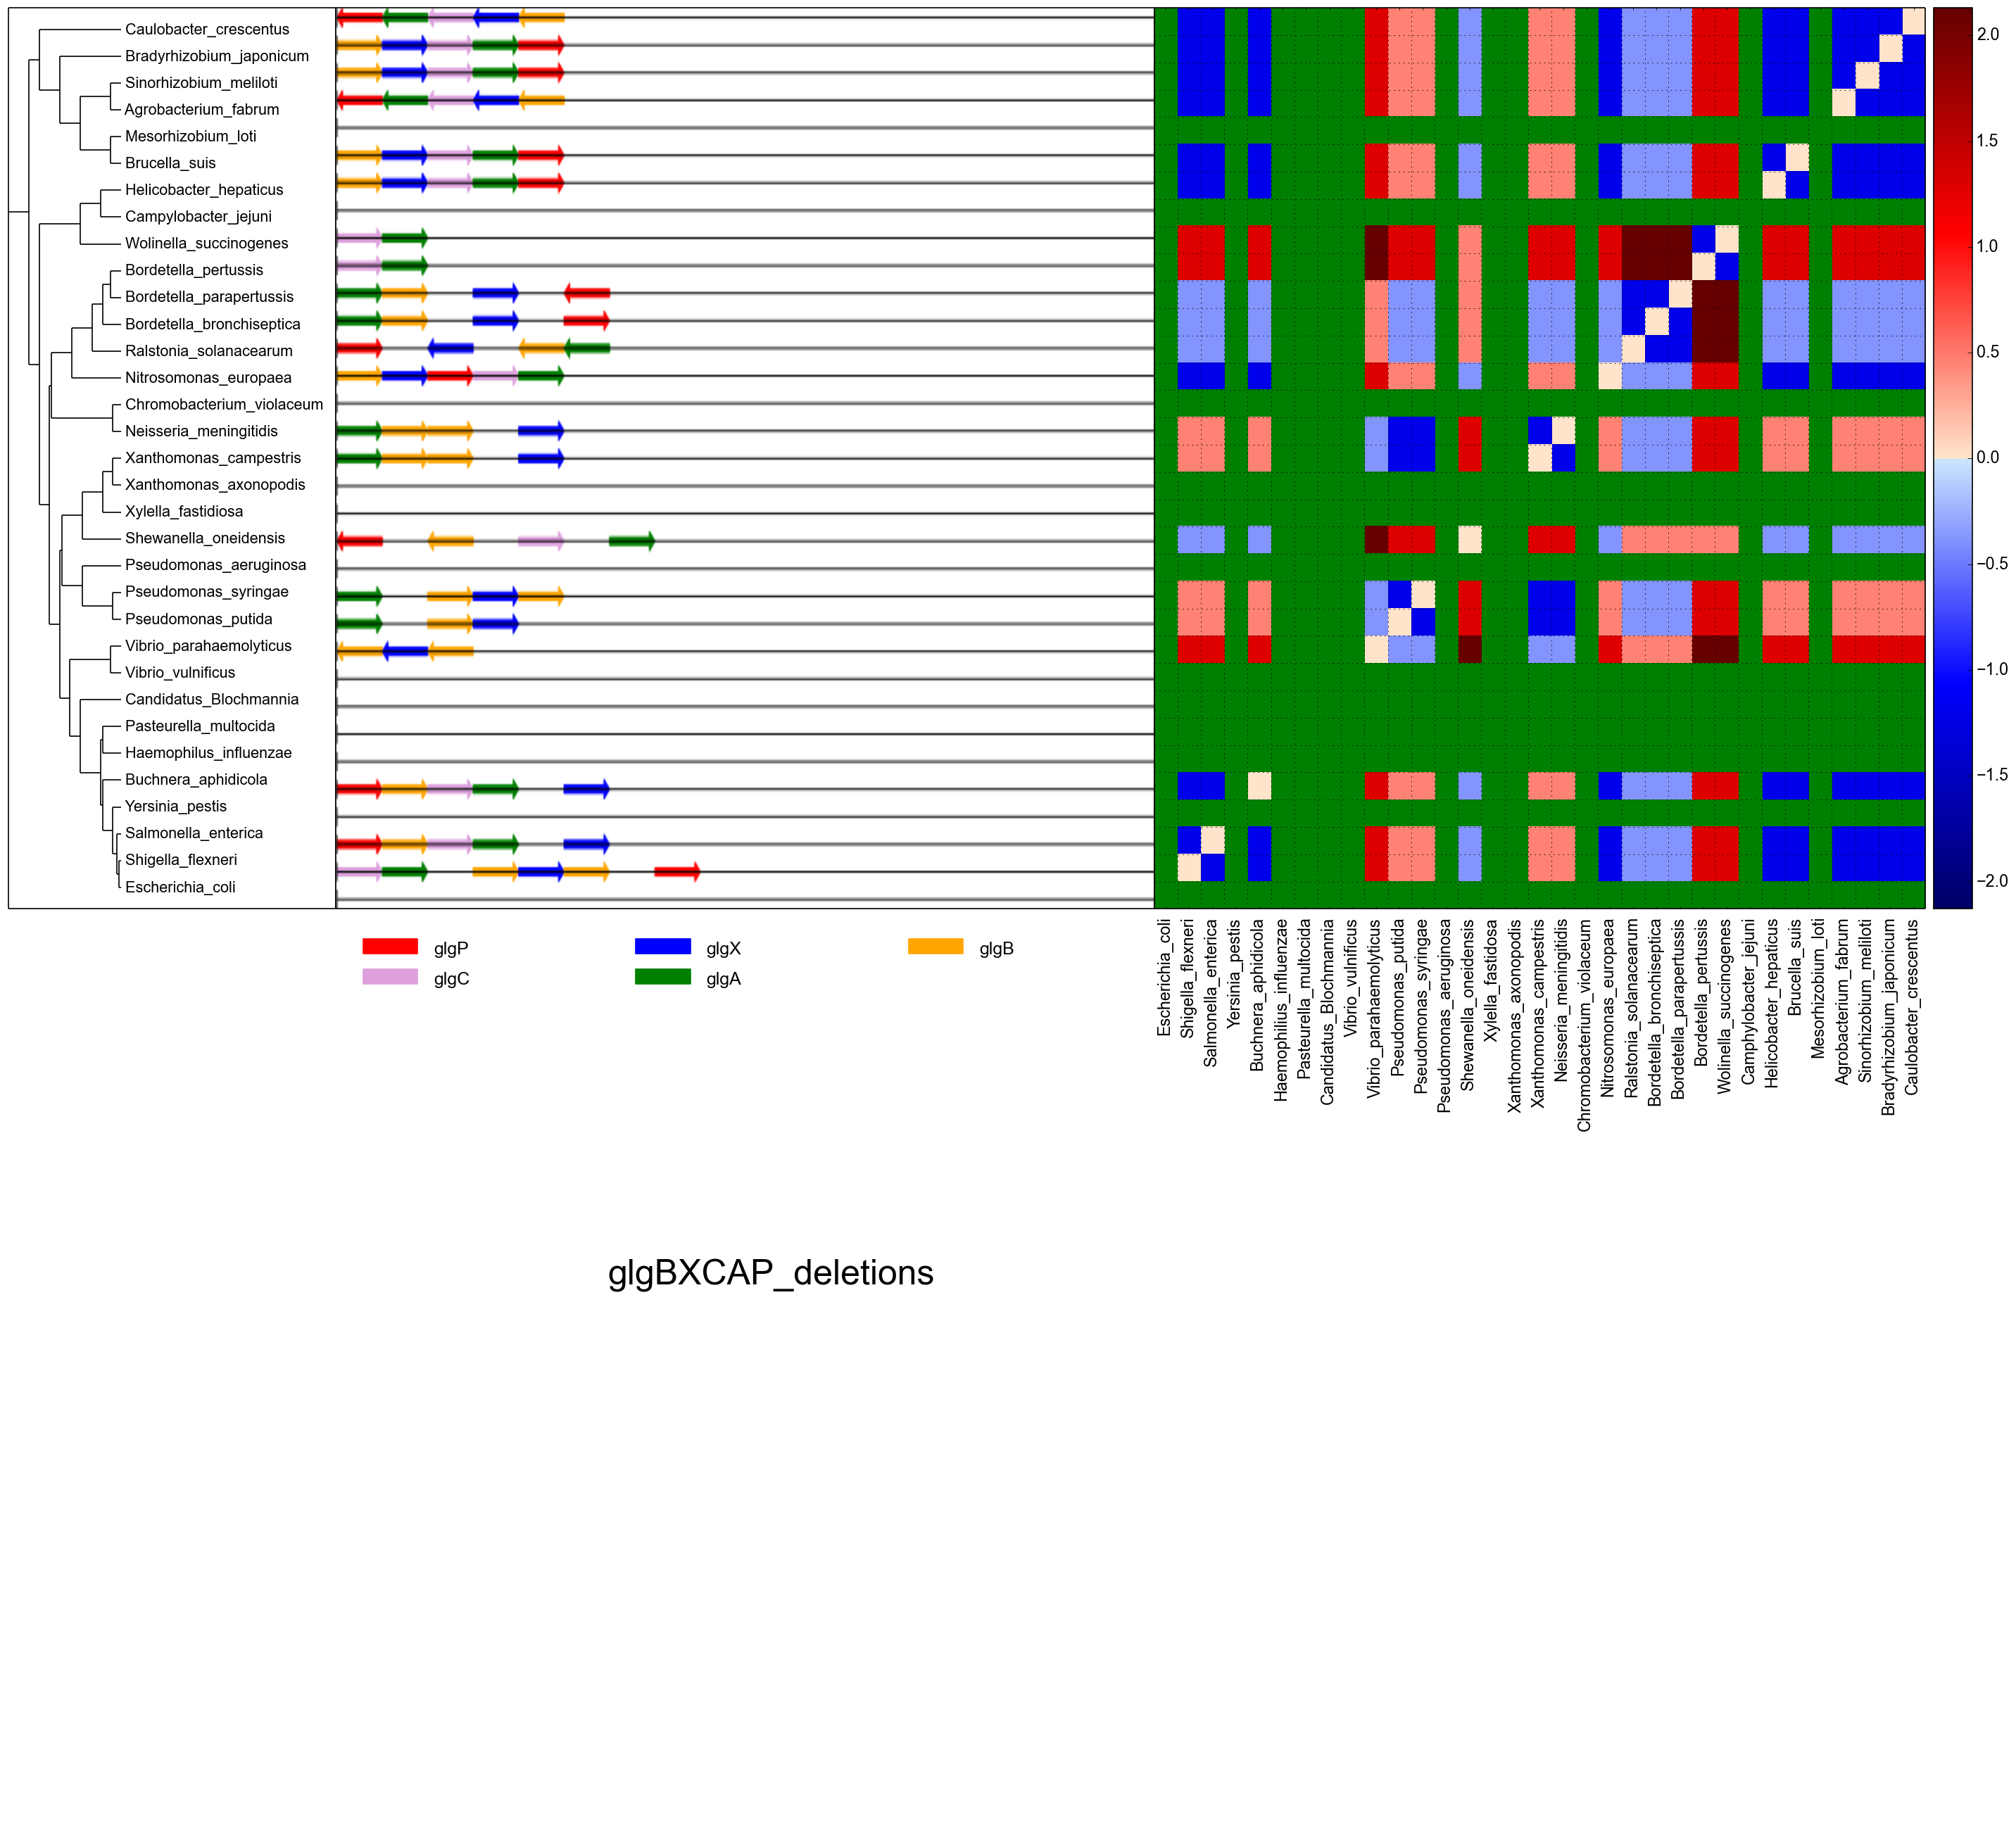 Caulobacter_crescentus
Bradyrhizobium_japonicum
Sinorhizobium_meliloti
Agrobacterium_fabrum
Mesorhizobium_loti
Brucella_suis
Helicobacter_hepaticus
Campylobacter_jejuni
Wolinella_succinogenes
Bordetella_pertussis
Bordetella_parapertussis
Bordetella_bronchiseptica
Ralstonia_solanacearum
Nitrosomonas_europaea
Chromobacterium_violaceum
Neisseria_meningitidis
Xanthomonas_campestris
Xanthomonas_axonopodis
Xylella_fastidiosa
Shewanella_oneidensis
Pseudomonas_aeruginosa
Pseudomonas_syringae
Pseudomonas_putida
Vibrio_parahaemolyticus
Vibrio_vulnificus
Candidatus_Blochmannia
Pasteurella_multocida
Haemophilus_influenzae
Buchnera_aphidicola
Yersinia_pestis
Salmonella_enterica
Shigella_flexneri
Escherichia_coli
2.0
1.5
1.0
0.5
0.0
−0.5
−1.0
−1.5
−2.0
glgP
glgX
glgB
glgC
glgA
Escherichia_coli
Shigella_flexneri
Salmonella_enterica
Yersinia_pestis
Buchnera_aphidicola
Haemophilus_influenzae
Pasteurella_multocida
Candidatus_Blochmannia
Vibrio_vulnificus
Vibrio_parahaemolyticus
Pseudomonas_putida
Pseudomonas_syringae
Pseudomonas_aeruginosa
Shewanella_oneidensis
Xylella_fastidiosa
Xanthomonas_axonopodis
Xanthomonas_campestris
Neisseria_meningitidis
Chromobacterium_violaceum
Nitrosomonas_europaea
Ralstonia_solanacearum
Bordetella_bronchiseptica
Bordetella_parapertussis
Bordetella_pertussis
Wolinella_succinogenes
Camphylobacter_jejuni
Helicobacter_hepaticus
Brucella_suis
Mesorhizobium_loti
Agrobacterium_fabrum
Sinorhizobium_meliloti
Bradyrhizobium_japonicum
Caulobacter_crescentus
glgBXCAP_deletions